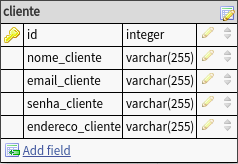 cliente
id integer
nome_cliente varchar(255)
email_cliente varchar(255)
senha_cliente varchar(255)
endereco_cliente varchar(255)
Add field